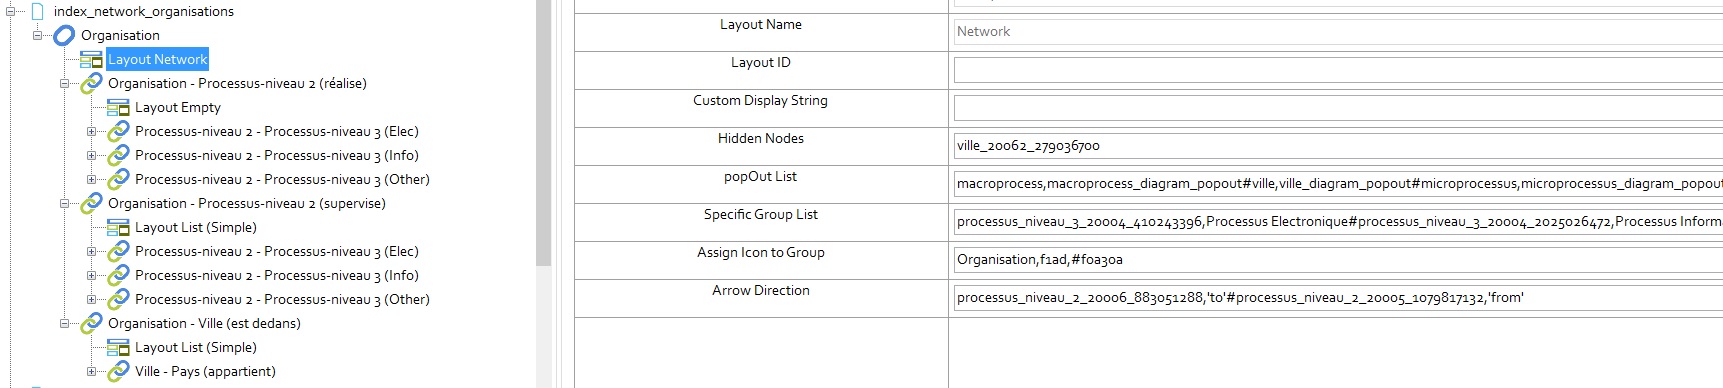 index_network_organisations
Organisation
Layout Network
Organisation - Processus-niveau 2 (réalise)
Layout Empty
Processus-niveau 2 - Processus-niveau 3 (Elec)
Processus-niveau 2 - Processus-niveau 3 (Info)
Processus-niveau 2 - Processus-niveau 3 (Other)
Organisation - Processus-niveau 2 (supervise)
Layout List (Simple)
Processus-niveau 2 - Processus-niveau 3 (Elec)
Processus-niveau 2 - Processus-niveau 3 (Info)
Processus-niveau 2 - Processus-niveau 3 (Other)
Organisation - Ville (est dedans)
Layout List (Simple)
Ville - Pays (appartient)
Layout Name Network
Layout ID
Custom Display String
Hidden Nodes ville_20062_279036700
popOut List macroprocess,macroprocess_diagram_popout#ville,ville_diagram_popout#microprocessus,microprocessus_diagram_popout
Specific Group List processus_niveau_3_20004_410243396,Processus Electronique#processus_niveau_3_20004_2025026472,Processus Inform
Assign Icon to Group Organisation,f1ad,#f0a30a
Arrow Direction processus_niveau_2_20006_883051288,'to'#processus_niveau_2_20005_1079817132,'from'